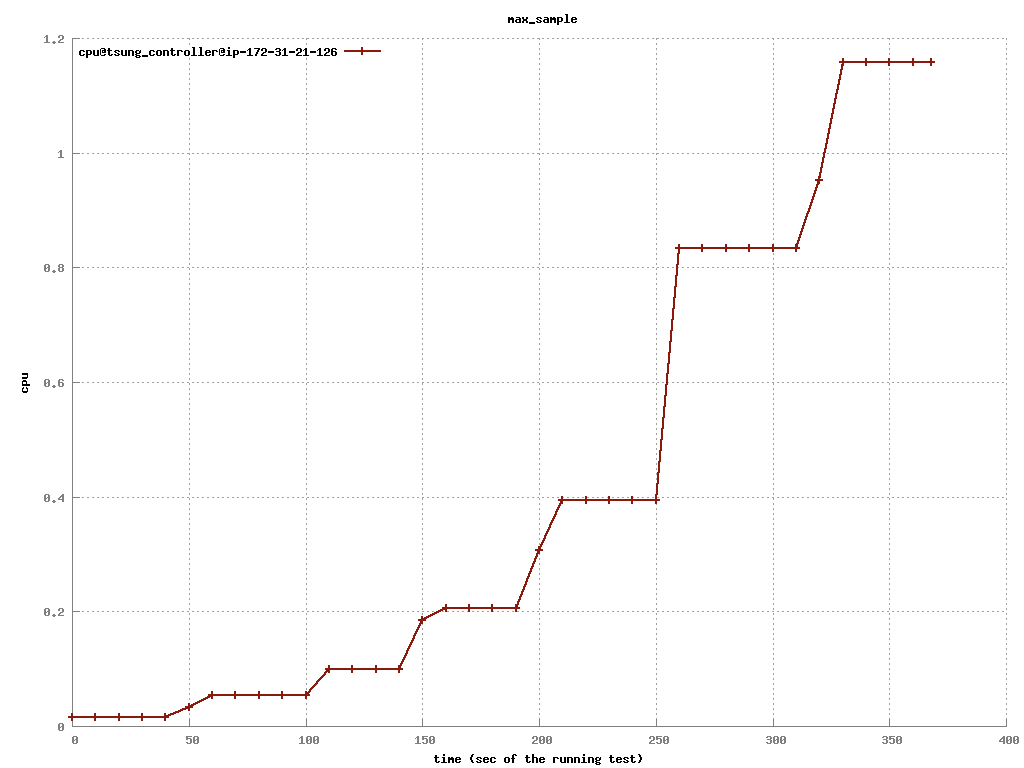 max_sample
cpu@tsung_controller@ip-172-31-21-126
1.2
1
0.8
0.6
0.4
0.2
0
cpu
0 50 100 150 200 250 300 350 400
time (sec of the running test)